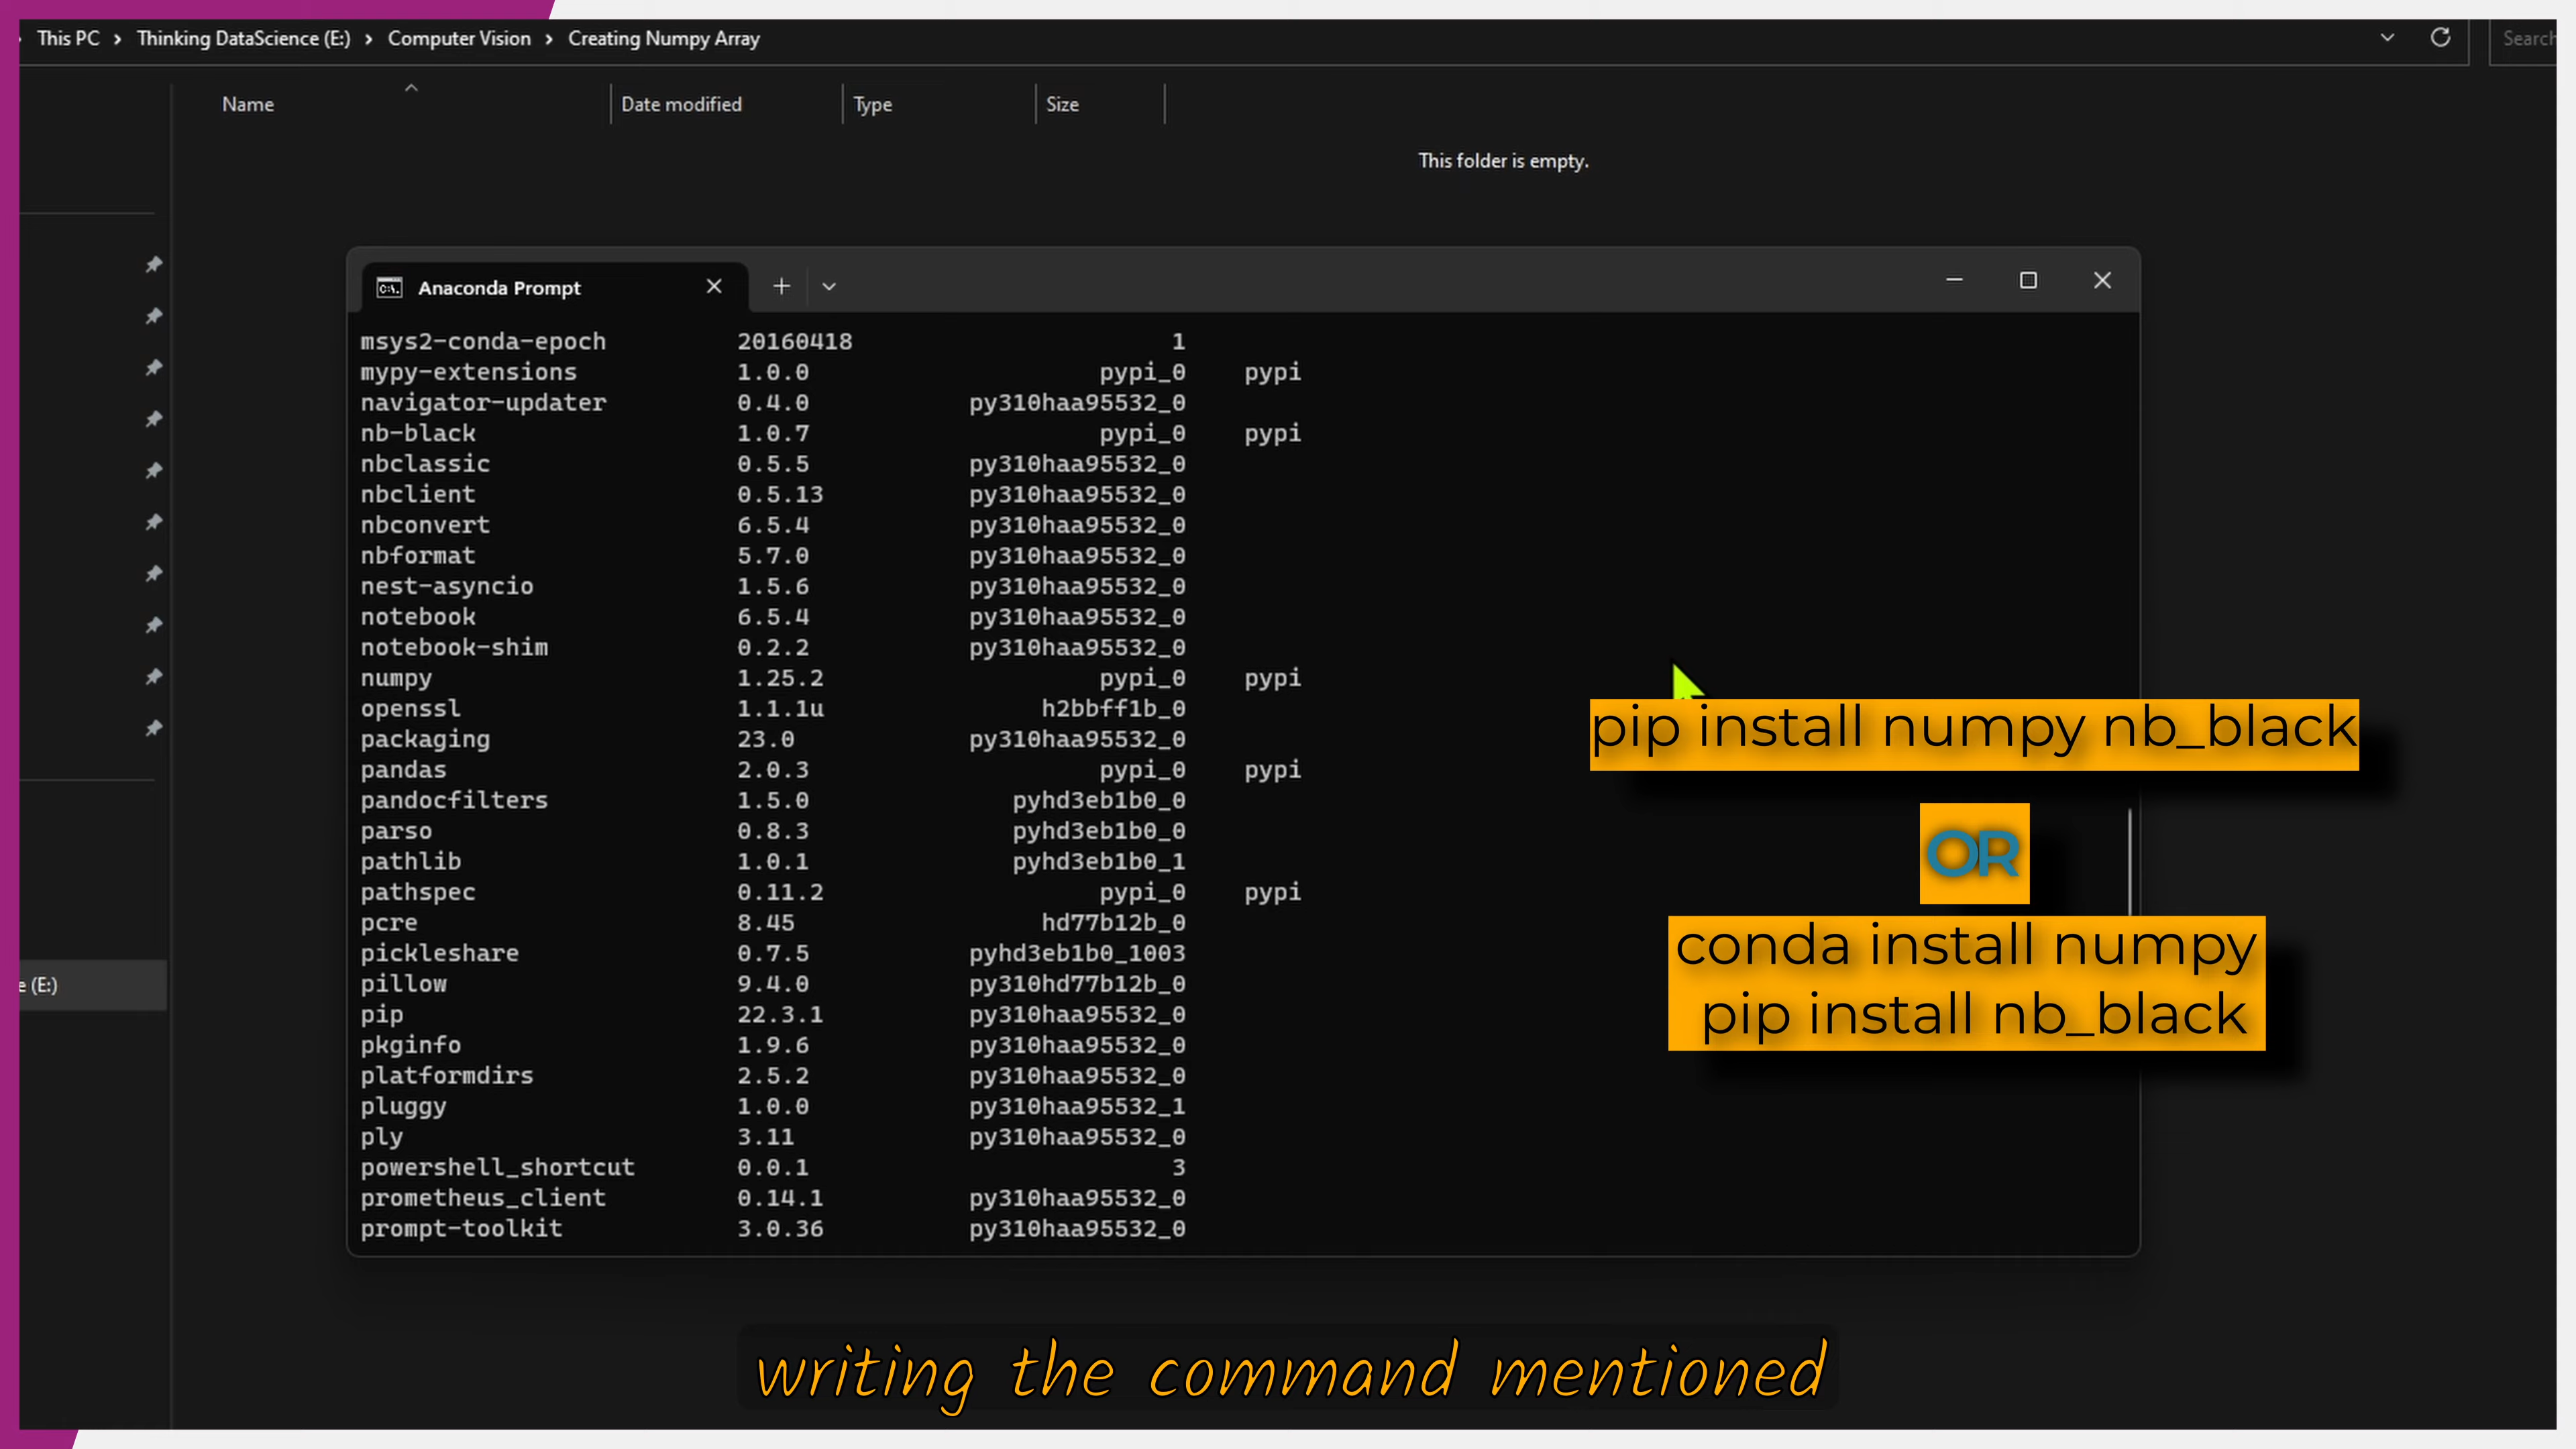 This PC > Thinking DataScience (E:) > Computer Vision > Creating Numpy Array
Search
Name Date modified Type Size
This folder is empty.
Anaconda Prompt
msys2-conda-epoch 20160418 1
mypy-extensions 1.0.0 pypi_0 pypi
navigator-updater 0.4.0 py310haa95532_0
nb-black 1.0.7 pypi_0 pypi
nbclassic 0.5.5 py310haa95532_0
nbclient 0.5.13 py310haa95532_0
nbconvert 6.5.4 py310haa95532_0
nbformat 5.7.0 py310haa95532_0
nest-asyncio 1.5.6 py310haa95532_0
notebook 6.5.4 py310haa95532_0
notebook-shim 0.2.2 py310haa95532_0
numpy 1.25.2 pypi_0 pypi
openssl 1.1.1u h2bbff1b_0
packaging 23.0 py310haa95532_0
pandas 2.0.3 pypi_0 pypi
pandocfilters 1.5.0 pyhd3eb1b0_0
parso 0.8.3 pyhd3eb1b0_0
pathlib 1.0.1 pyhd3eb1b0_1
pathspec 0.11.2 pypi_0 pypi
pcre 8.45 hd77b12b_0
pickleshare 0.7.5 pyhd3eb1b0_1003
pillow 9.4.0 py310hd77b12b_0
pip 22.3.1 py310haa95532_0
pkginfo 1.9.6 py310haa95532_0
platformdirs 2.5.2 py310haa95532_0
pluggy 1.0.0 py310haa95532_1
ply 3.11 py310haa95532_0
powershell_shortcut 0.0.1 3
prometheus_client 0.14.1 py310haa95532_0
prompt-toolkit 3.0.36 py310haa95532_0
pip install numpy nb_black
OR
conda install numpy
pip install nb_black
e (E:)
writing the command mentioned